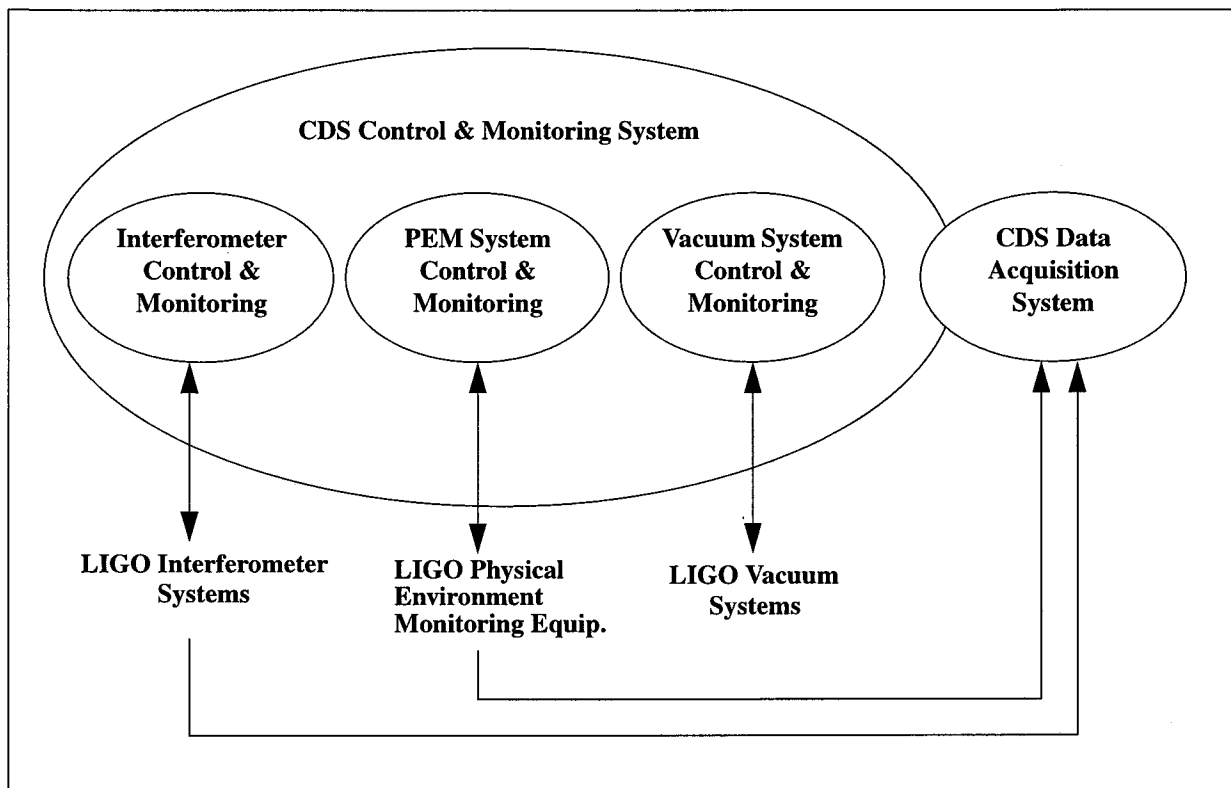 CDS Control & Monitoring System
Interferometer
Control &
Monitoring
PEM System
Control &
Monitoring
Vacuum System
Control &
Monitoring
CDS Data
Acquisition
System
LIGO Interferometer
Systems
LIGO Physical
Environment
Monitoring Equip.
LIGO Vacuum
Systems